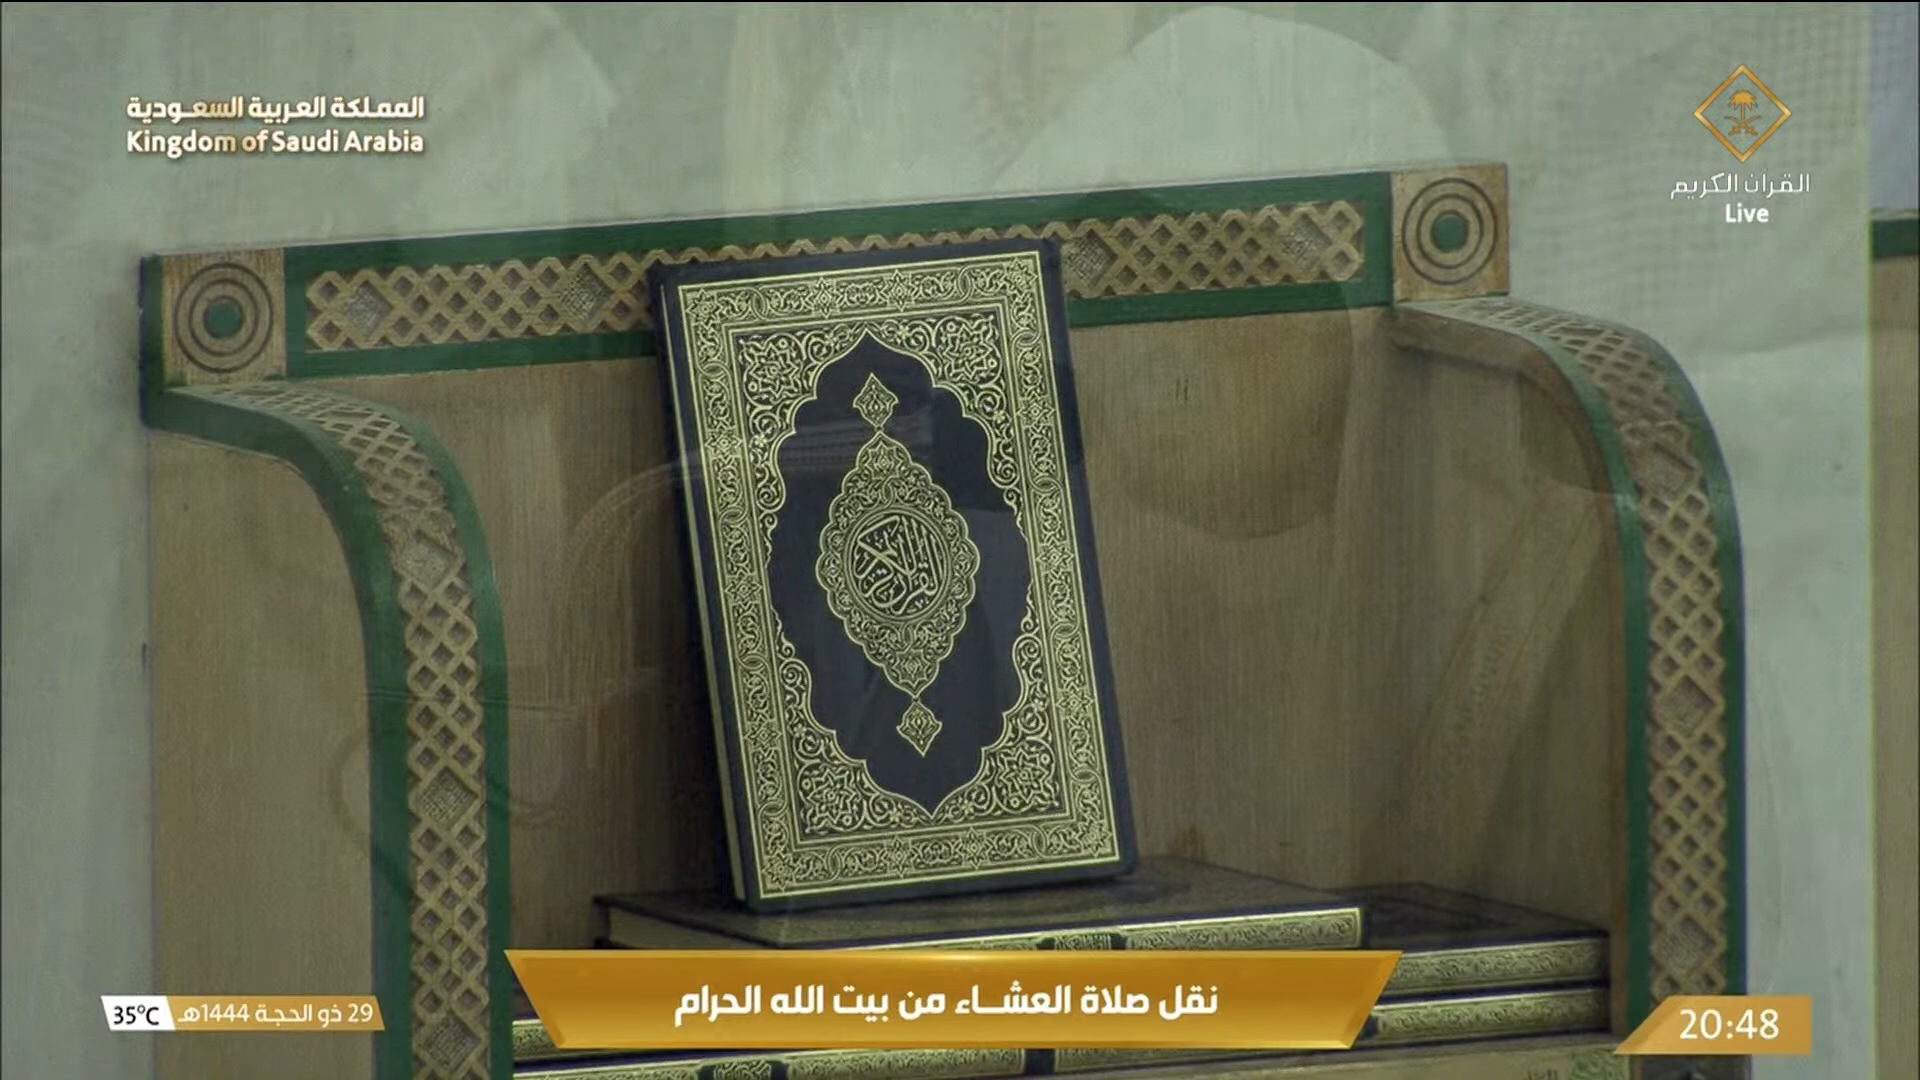 المملكة العربية السعودية
Kingdom of Saudi Arabia
القرآن الكريم
Live
القرآن الكريم
نقل صلاة العشاء من بيت الله الحرام
35°C
29 ذو الحجة 1444هـ
20:48